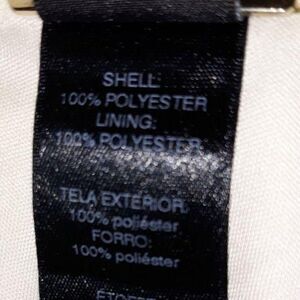 SHELL:
100% POLYESTER
LINING:
100% POLYESTER
TELA EXTERIOR:
100% poliéster
FORRO:
100% poliéster